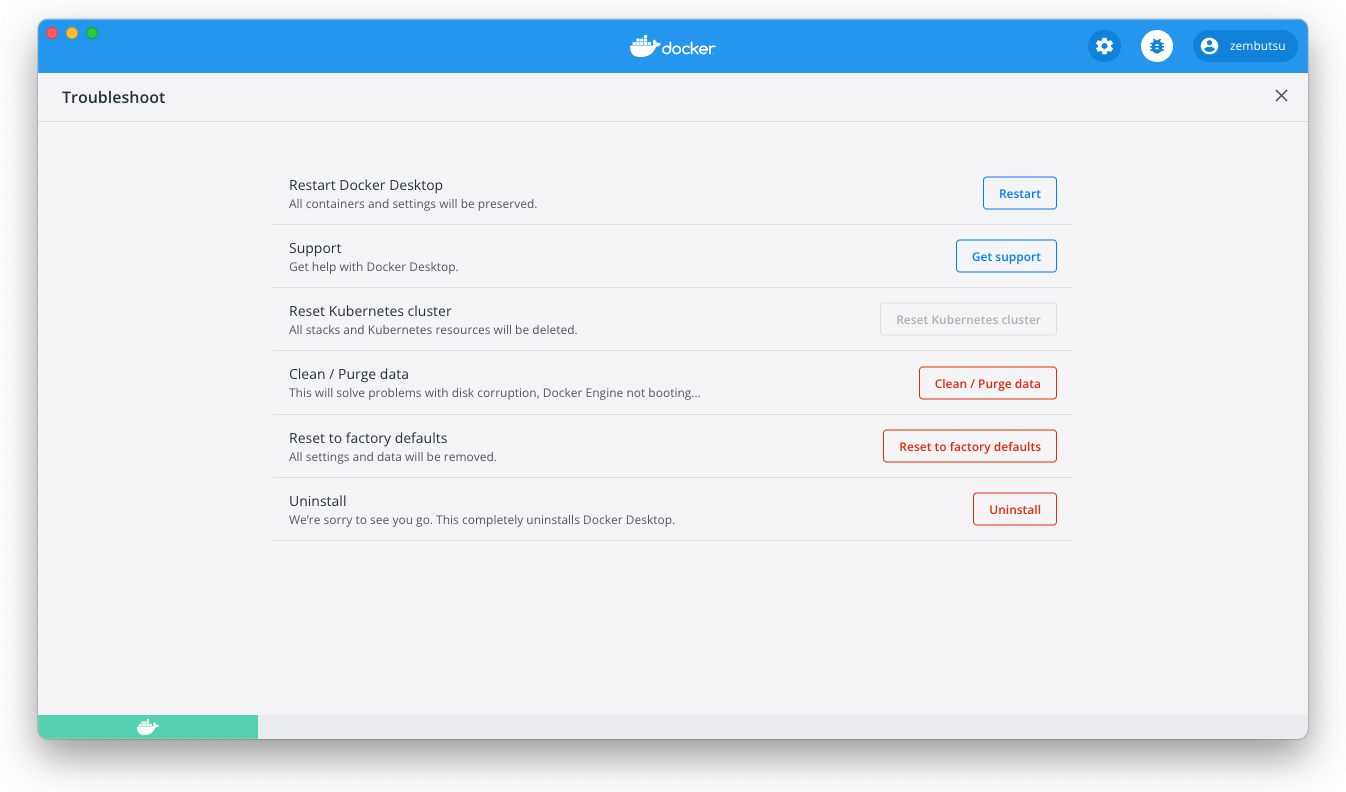 docker
zembutsu
Troubleshoot
Restart Docker Desktop
All containers and settings will be preserved.
Restart
Support
Get help with Docker Desktop.
Get support
Reset Kubernetes cluster
All stacks and Kubernetes resources will be deleted.
Reset Kubernetes cluster
Clean / Purge data
This will solve problems with disk corruption, Docker Engine not booting...
Clean / Purge data
Reset to factory defaults
All settings and data will be removed.
Reset to factory defaults
Uninstall
We're sorry to see you go. This completely uninstalls Docker Desktop.
Uninstall